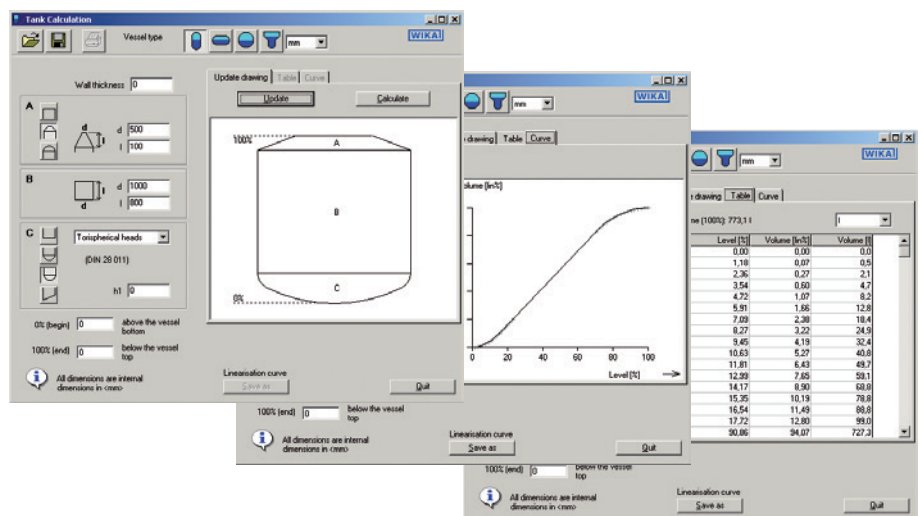 Tank Calculation
Vessel type
mm
WIKA
Wall thickness 0
A
d
l
d 500
l 100
B
d
l
d 1000
l 800
C
Torispherical heads
(DIN 28 011)
h1 0
0% (begin) 0 above the vessel
bottom
100% (end) 0 below the vessel
top
All dimensions are internal
dimensions in <mm>
Update drawing Table Curve
Update Calculate
100%
A
B
C
0%
Linearisation curve
Save as
Quit
mm
WIKA
drawing Table Curve
olume [lin%]
0 20 40 60 80 100
Level [%]
100% (end) 0 below the vessel
top
All dimensions are internal
dimensions in <mm>
Linearisation curve
Save as
Quit
mm
WIKA
drawing Table Curve
me (100%): 773,1 l
l
Level [%] Volume [lin%] Volume [l]
0,00 0,00 0,0
1,18 0,07 0,5
2,36 0,27 2,1
3,54 0,60 4,7
4,72 1,07 8,2
5,91 1,66 12,8
7,09 2,38 18,4
8,27 3,22 24,9
9,45 4,19 32,4
10,63 5,27 40,8
11,81 6,43 49,7
12,99 7,65 59,1
14,17 8,90 68,8
15,35 10,19 78,8
16,54 11,49 88,8
17,72 12,80 99,0
90,86 94,07 727,3
100% (end) 0 below the vessel
top
All dimensions are internal
dimensions in <mm>
Linearisation curve
Save as
Quit